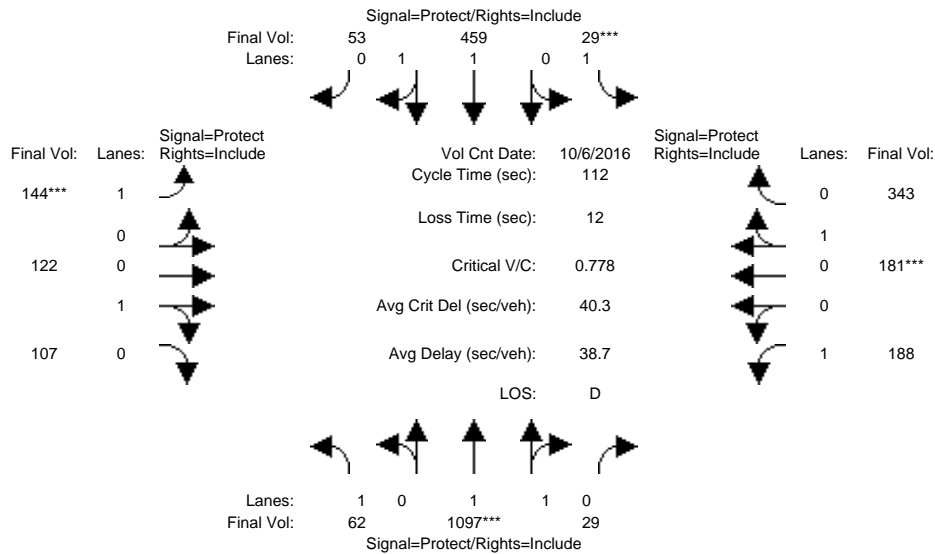 Signal=Protect/Rights=Include
Final Vol: 53 459 29***
Lanes: 0 1 1 0 1
Signal=Protect Signal=Protect
Final Vol: Lanes: Rights=Include Vol Cnt Date: 10/6/2016 Rights=Include Lanes: Final Vol:
Cycle Time (sec): 112
144*** 1 0 343
Loss Time (sec): 12
0 1
122 0 Critical V/C: 0.778 0 181***
1 Avg Crit Del (sec/veh): 40.3 0
107 0 Avg Delay (sec/veh): 38.7 1 188
LOS: D
Lanes: 1 0 1 1 0
Final Vol: 62 1097*** 29
Signal=Protect/Rights=Include